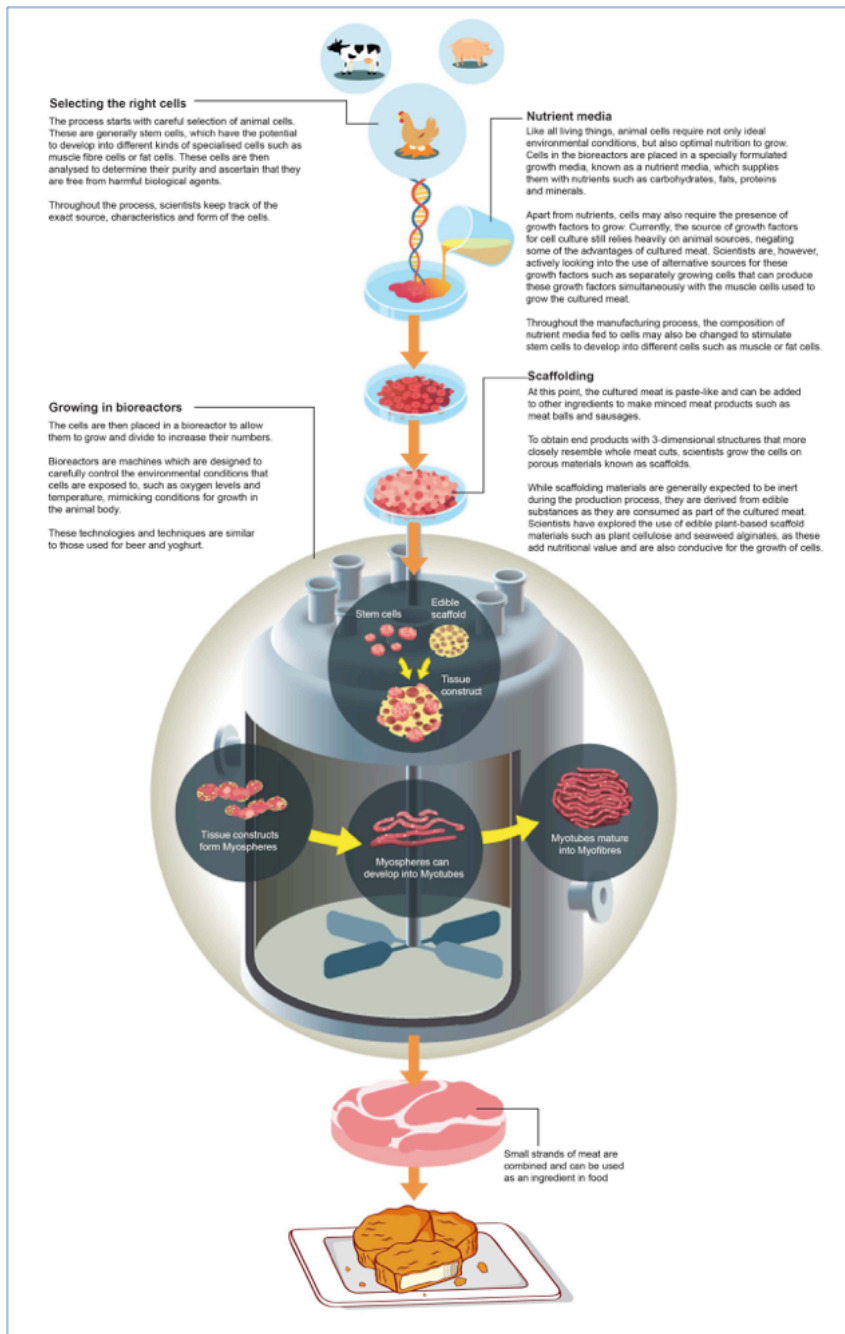 Selecting the right cells
The process starts with careful selection of animal cells.
These are generally stem cells, which have the potential
to develop into different kinds of specialised cells such as
muscle fibre cells or fat cells. These cells are then
analysed to determine their purity and ascertain that they
are free from harmful biological agents.
Throughout the process, scientists keep track of the
exact source, characteristics and form of the cells.
Nutrient media
Like all living things, animal cells require not only ideal
environmental conditions, but also optimal nutrition to grow.
Cells in the bioreactors are placed in a specially formulated
growth media, known as a nutrient media, which supplies
them with nutrients such as carbohydrates, fats, proteins
and minerals.
Apart from nutrients, cells may also require the presence of
growth factors to grow. Currently, the source of growth factors
for cell culture still relies heavily on animal sources, negating
some of the advantages of cultured meat. Scientists are, however,
actively looking into the use of alternative sources for these
growth factors such as separately growing cells that can produce
these growth factors simultaneously with the muscle cells used to
grow the cultured meat.
Throughout the manufacturing process, the composition of
nutrient media fed to cells may also be changed to stimulate
stem cells to develop into different cells such as muscle or fat cells.
Growing in bioreactors
The cells are then placed in a bioreactor to allow
them to grow and divide to increase their numbers.
Bioreactors are machines which are designed to
carefully control the environmental conditions that
cells are exposed to, such as oxygen levels and
temperature, mimicking conditions for growth in
the animal body.
These technologies and techniques are similar
to those used for beer and yoghurt.
Scaffolding
At this point, the cultured meat is paste-like and can be added
to other ingredients to make minced meat products such as
meat balls and sausages.
To obtain end products with 3-dimensional structures that more
closely resemble whole meat cuts, scientists grow the cells on
porous materials known as scaffolds.
While scaffolding materials are generally expected to be inert
during the production process, they are derived from edible
substances as they are consumed as part of the cultured meat.
Scientists have explored the use of edible plant-based scaffold
materials such as plant cellulose and seaweed alginates, as these
add nutritional value and are also conducive for the growth of cells.
Stem cells
Edible
scaffold
Tissue
construct
Tissue constructs
form Myospheres
Myospheres can
develop into Myotubes
Myotubes mature
into Myofibres
Small strands of meat are
combined and can be used
as an ingredient in food